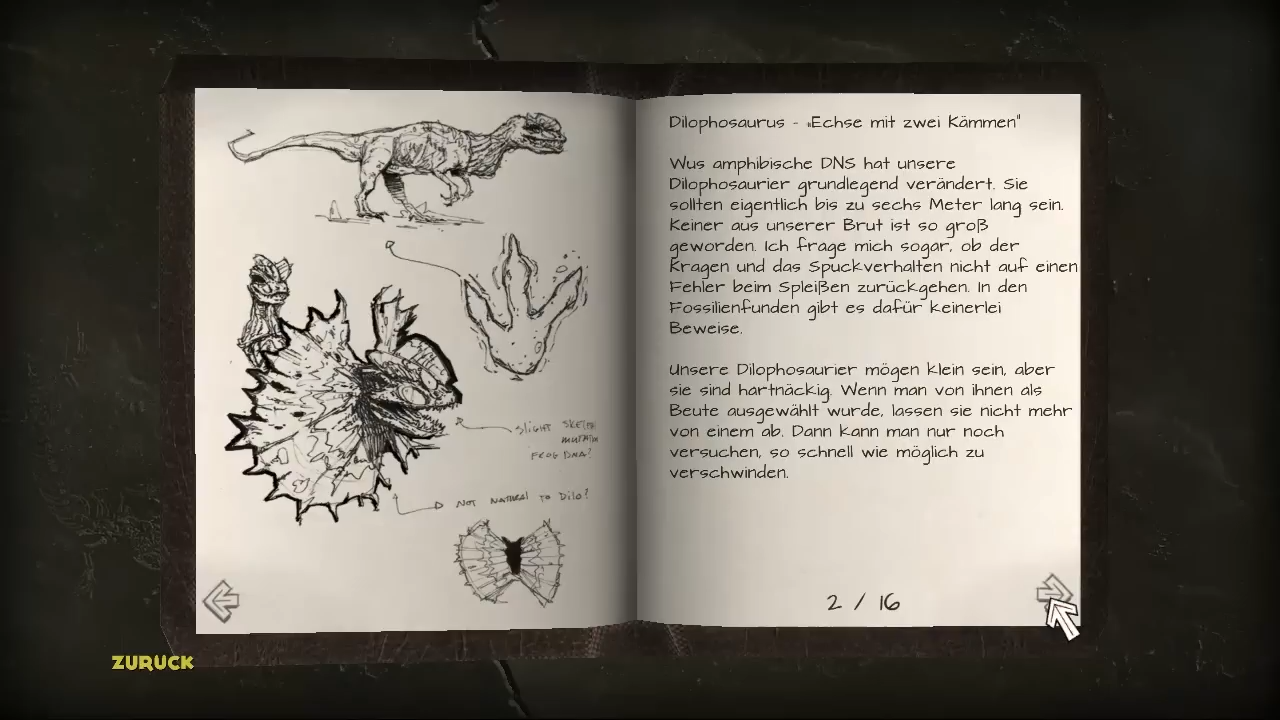 SLIGHT
FROG DNA?
NOT NATURAL TO DILO?
Dilophosaurus - „Echse mit zwei Kämmen“
Wus amphibische DNS hat unsere
Dilophosaurier grundlegend verändert. Sie
sollten eigentlich bis zu sechs Meter lang sein.
Keiner aus unserer Brut ist so groß
geworden. Ich frage mich sogar, ob der
Kragen und das Spuckverhalten nicht auf einen
Fehler beim Spleißen zurückgehen. In den
Fossilienfunden gibt es dafür keinerlei
Beweise.
Unsere Dilophosaurier mögen klein sein, aber
sie sind hartnäckig. Wenn man von ihnen als
Beute ausgewählt wurde, lassen sie nicht mehr
von einem ab. Dann kann man nur noch
versuchen, so schnell wie möglich zu
verschwinden.
2 / 16
ZURÜCK